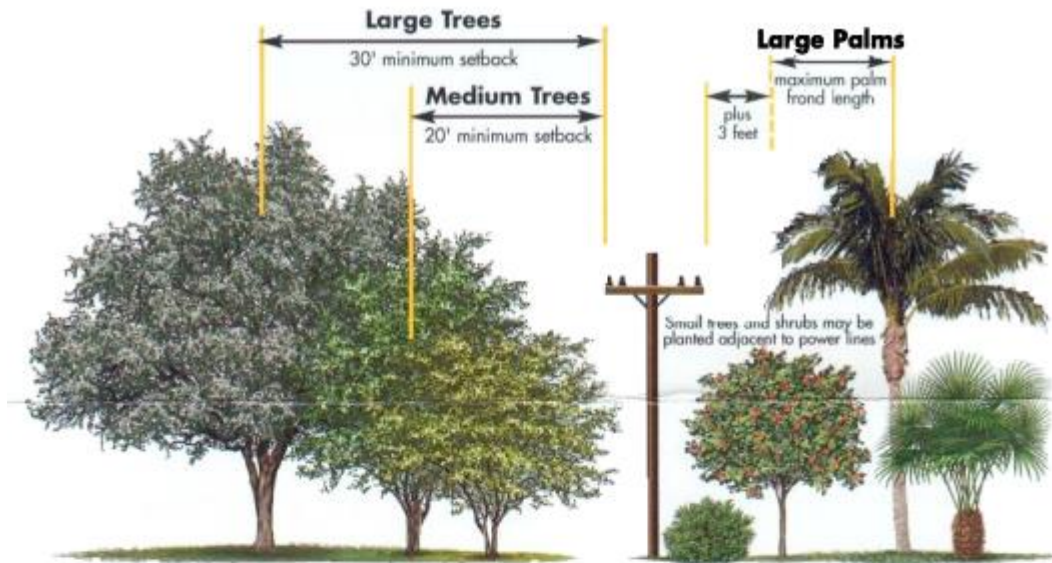 Large Trees
30' minimum setback
Medium Trees
20' minimum setback
Large Palms
maximum palm
frond length
plus
3 feet
Small trees and shrubs may be
planted adjacent to power lines